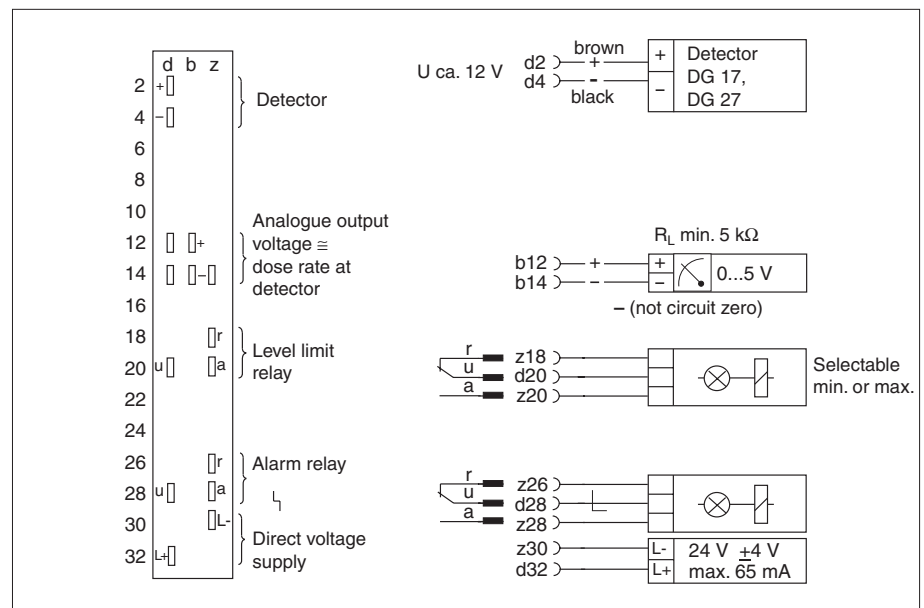 d b z
2 +
4 –
Detector
6
8
10
12 +
14 –
Analogue output
voltage ≅
dose rate at
detector
16
18 r
20 u a
Level limit
relay
22
24
26 r
28 u a
Alarm relay
30 L-
32 L+
Direct voltage
supply
U ca. 12 V
brown
d2 + +
d4 - –
black
Detector
DG 17,
DG 27
R_L min. 5 kΩ
b12 + +
b14 – –
0...5 V
– (not circuit zero)
r z18
u d20
a z20
Selectable
min. or max.
r z26
u d28
a z28
z30 L-
d32 L+
24 V ±4 V
max. 65 mA